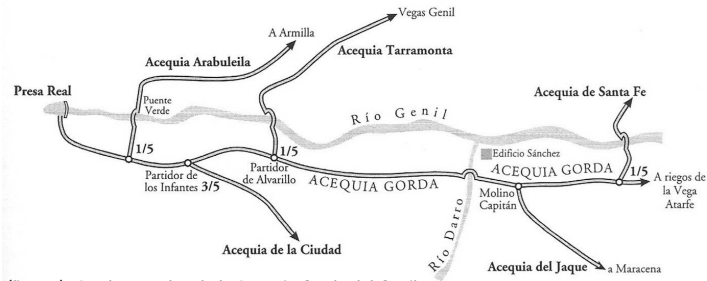 Vegas Genil
A Armilla
Acequia Tarramonta
Acequia Arabuleila
Presa Real
Puente
Verde
Acequia de Santa Fe
Río Genil
1/5
1/5
Edificio Sánchez
Partidor de
los Infantes
3/5
Partidor
de Alvarillo
ACEQUIA GORDA
ACEQUIA GORDA
1/5
Molino
Capitán
A riegos de
la Vega
Atarfe
Río Darro
Acequia de la Ciudad
Acequia del Jaque
a Maracena